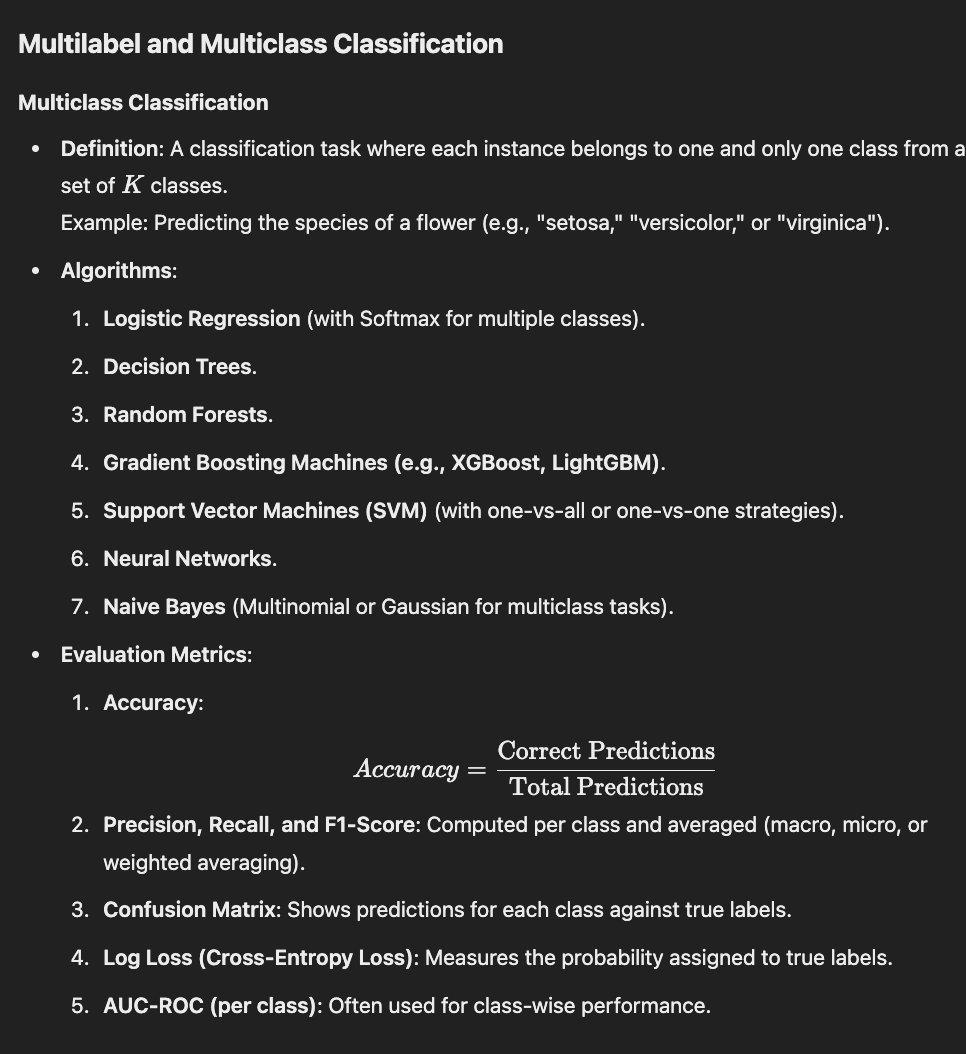 Multilabel and Multiclass Classification
Multiclass Classification
• Definition: A classification task where each instance belongs to one and only one class from a
set of K classes.
Example: Predicting the species of a flower (e.g., "setosa," "versicolor," or "virginica").
• Algorithms:
1. Logistic Regression (with Softmax for multiple classes).
2. Decision Trees.
3. Random Forests.
4. Gradient Boosting Machines (e.g., XGBoost, LightGBM).
5. Support Vector Machines (SVM) (with one-vs-all or one-vs-one strategies).
6. Neural Networks.
7. Naive Bayes (Multinomial or Gaussian for multiclass tasks).
• Evaluation Metrics:
1. Accuracy:
Correct Predictions
Accuracy =
Total Predictions
2. Precision, Recall, and F1-Score: Computed per class and averaged (macro, micro, or
weighted averaging).
3. Confusion Matrix: Shows predictions for each class against true labels.
4. Log Loss (Cross-Entropy Loss): Measures the probability assigned to true labels.
5. AUC-ROC (per class): Often used for class-wise performance.